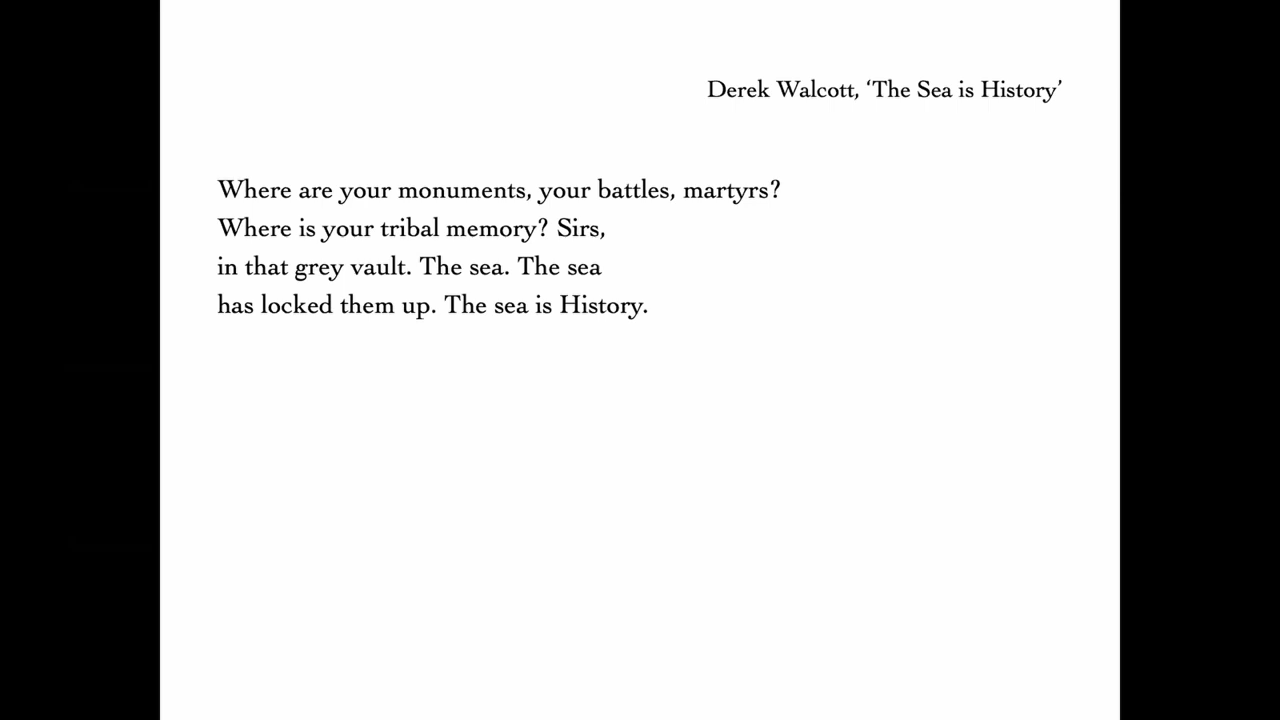 Derek Walcott, ‘The Sea is History’
Where are your monuments, your battles, martyrs?
Where is your tribal memory? Sirs,
in that grey vault. The sea. The sea
has locked them up. The sea is History.